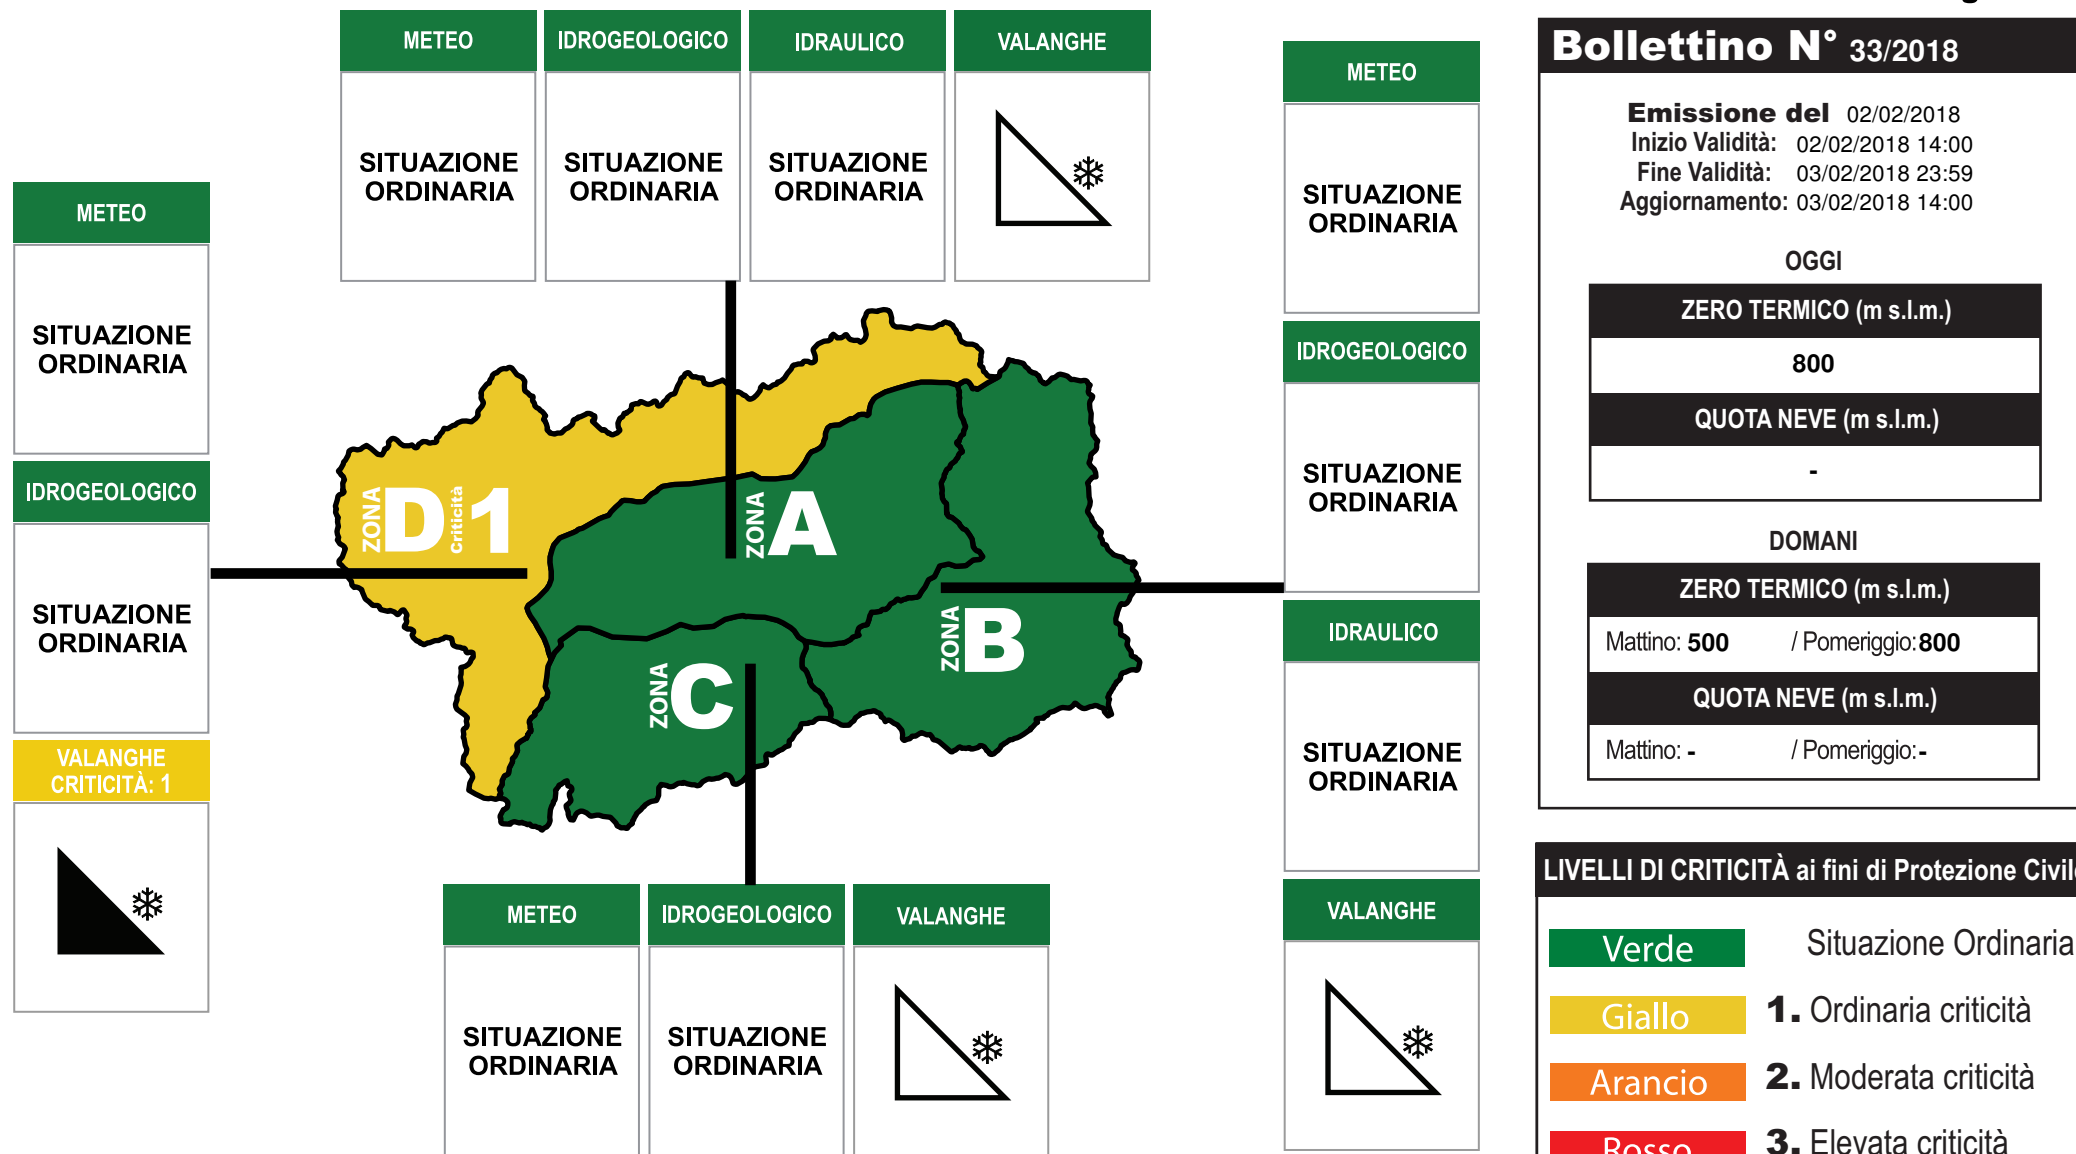 METEO
IDROGEOLOGICO
IDRAULICO
VALANGHE
SITUAZIONE
ORDINARIA
SITUAZIONE
ORDINARIA
SITUAZIONE
ORDINARIA
METEO
SITUAZIONE
ORDINARIA
IDROGEOLOGICO
SITUAZIONE
ORDINARIA
VALANGHE
CRITICITÀ: 1
ZONA D Criticità 1
ZONA A
ZONA B
ZONA C
METEO
SITUAZIONE
ORDINARIA
IDROGEOLOGICO
SITUAZIONE
ORDINARIA
IDRAULICO
SITUAZIONE
ORDINARIA
VALANGHE
METEO
IDROGEOLOGICO
VALANGHE
SITUAZIONE
ORDINARIA
SITUAZIONE
ORDINARIA
Bollettino N° 33/2018
Emissione del 02/02/2018
Inizio Validità: 02/02/2018 14:00
Fine Validità: 03/02/2018 23:59
Aggiornamento: 03/02/2018 14:00
OGGI
ZERO TERMICO (m s.l.m.)
800
QUOTA NEVE (m s.l.m.)
-
DOMANI
ZERO TERMICO (m s.l.m.)
Mattino: 500 / Pomeriggio: 800
QUOTA NEVE (m s.l.m.)
Mattino: - / Pomeriggio: -
LIVELLI DI CRITICITÀ ai fini di Protezione Civile
Verde Situazione Ordinaria
Giallo 1. Ordinaria criticità
Arancio 2. Moderata criticità
Rosso 3. Elevata criticità